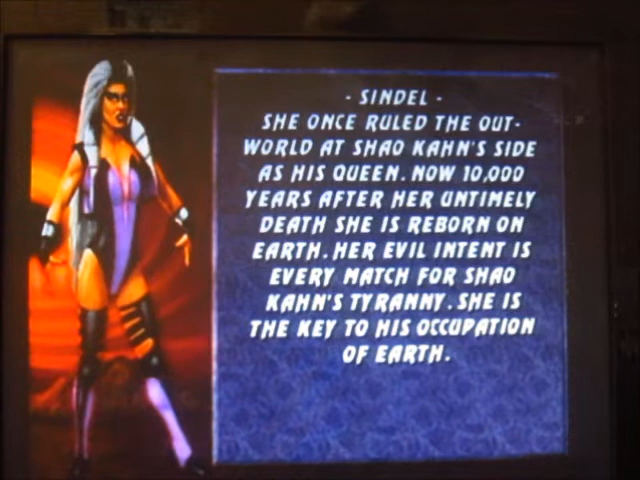 - SINDEL -
SHE ONCE RULED THE OUT-
WORLD AT SHAO KAHN'S SIDE
AS HIS QUEEN. NOW 10,000
YEARS AFTER HER UNTIMELY
DEATH SHE IS REBORN ON
EARTH. HER EVIL INTENT IS
EVERY MATCH FOR SHAO
KAHN'S TYRANNY. SHE IS
THE KEY TO HIS OCCUPATION
OF EARTH.